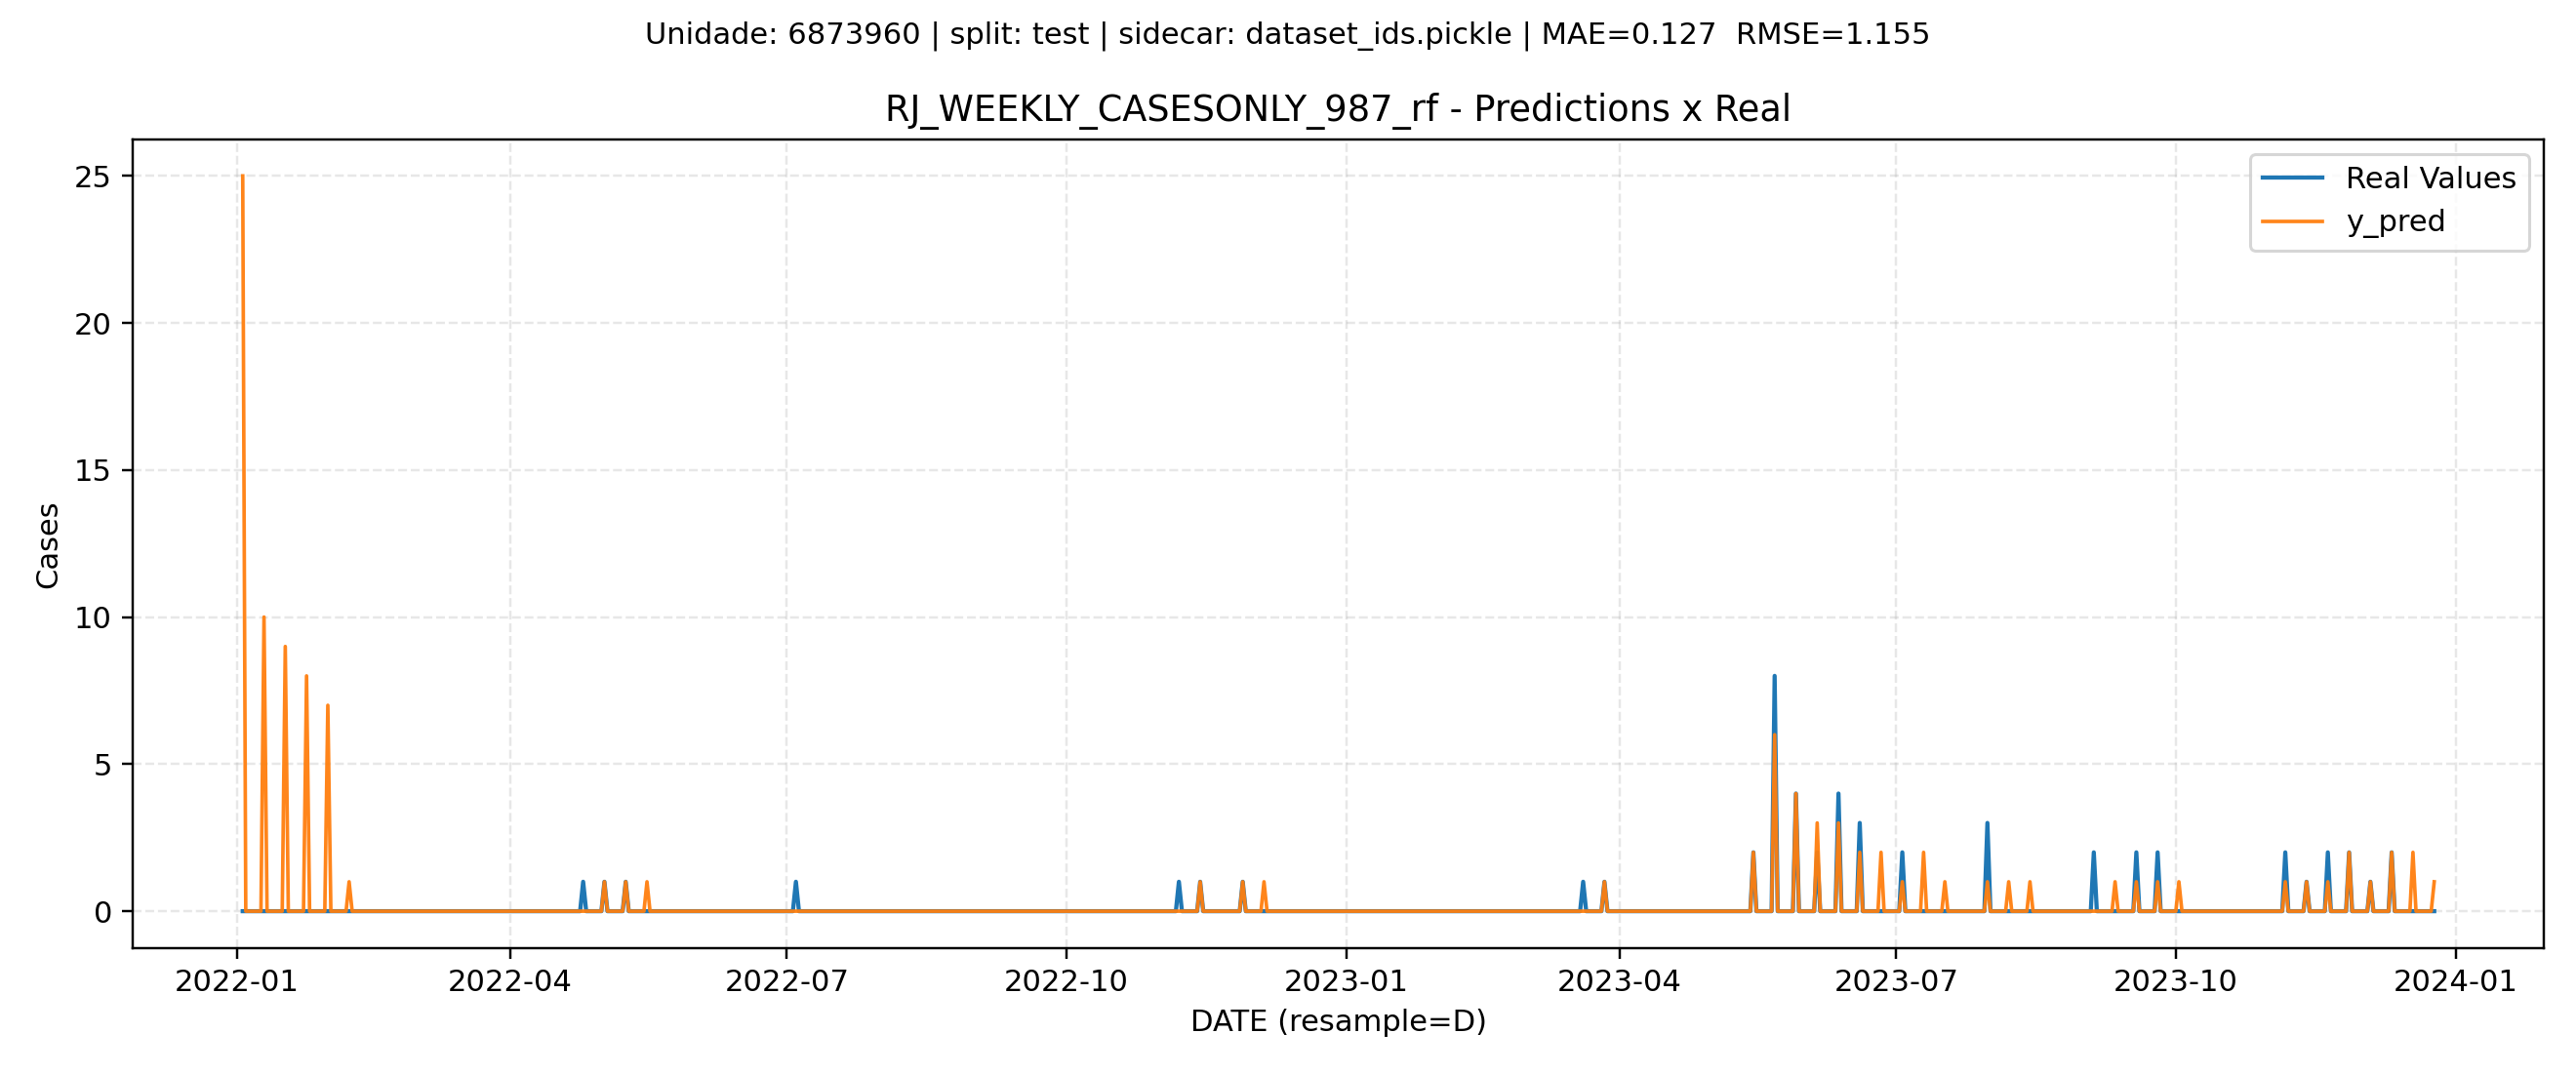 Unidade: 6873960 | split: test | sidecar: dataset_ids.pickle | MAE=0.127  RMSE=1.155
RJ_WEEKLY_CASESONLY_987_rf - Predictions x Real
Real Values
y_pred
25
20
15
10
5
0
Cases
2022-01 2022-04 2022-07 2022-10 2023-01 2023-04 2023-07 2023-10 2024-01
DATE (resample=D)